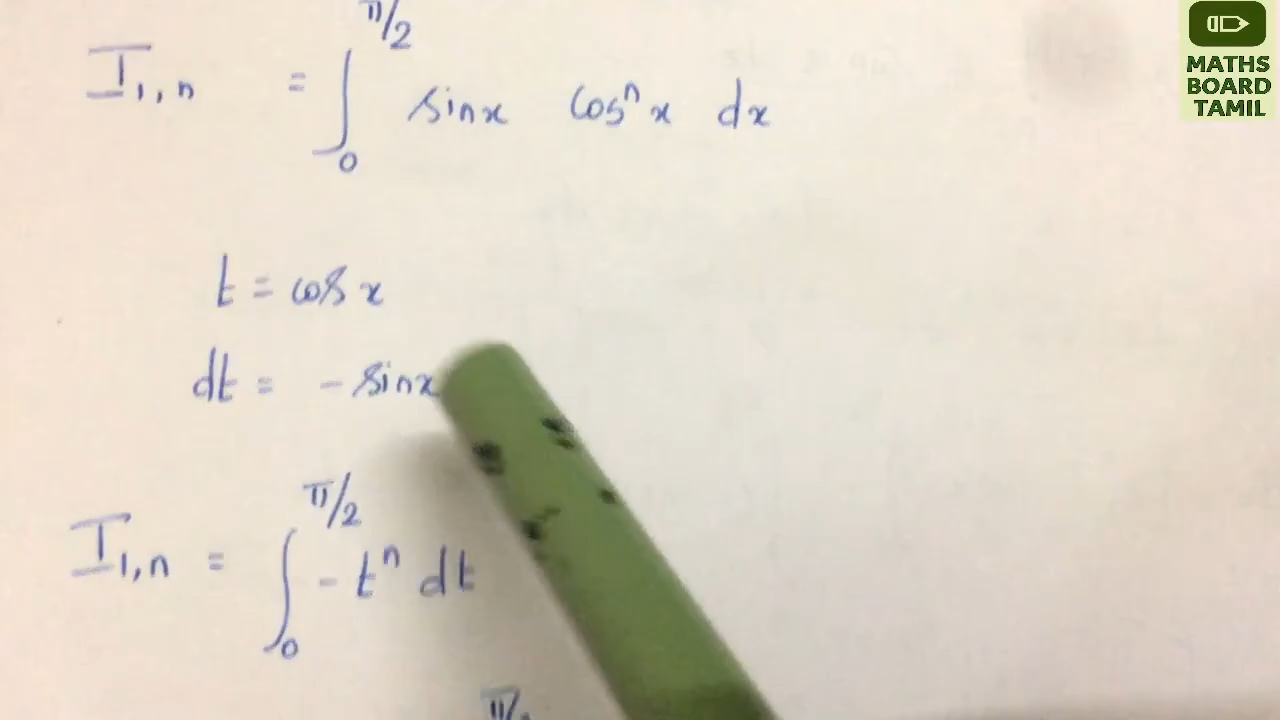 π/2
I₁,ₙ = ∫₀ sinx cosⁿx dx
t = cos x
dt = - sinx
π/2
I₁,ₙ = ∫₀ - tⁿ dt
MATHS
BOARD
TAMIL